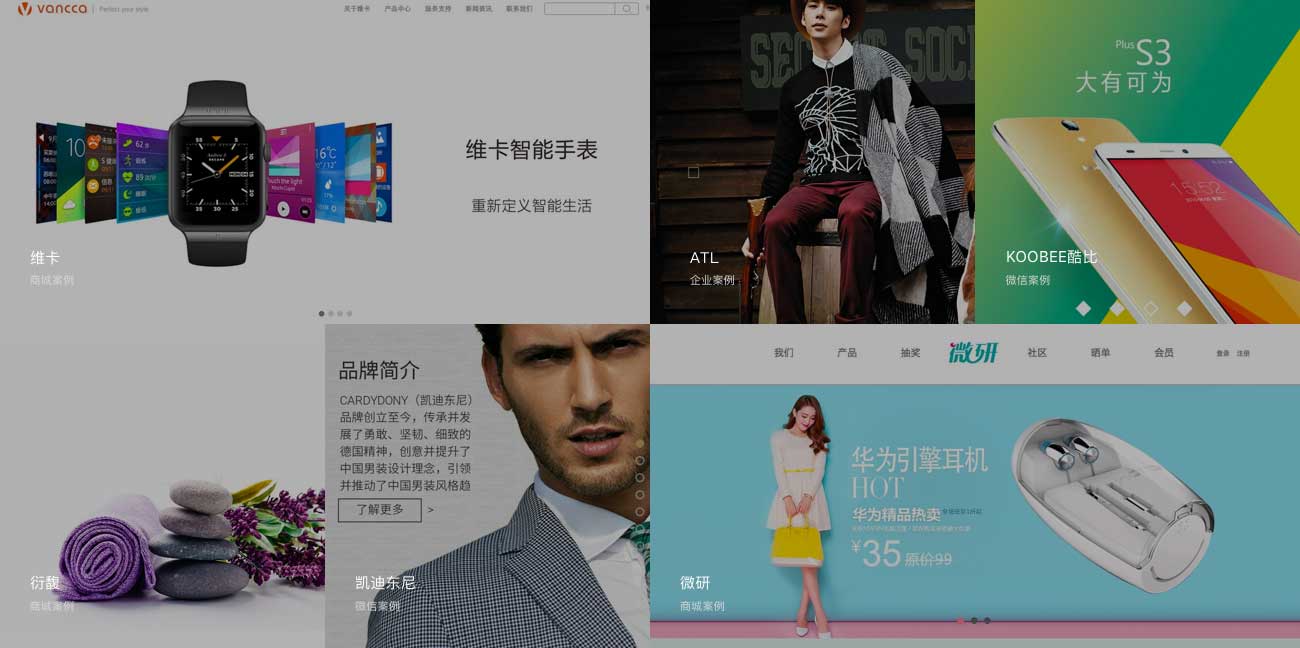 vancca
Perfect your style
关于维卡 产品中心 服务支持 新闻资讯 联系我们
维卡智能手表
重新定义智能生活
维卡
商城案例
ATL
企业案例
Plus S3
大有可为
15:52
KOOBEE酷比
微信案例
衍馥
商城案例
品牌简介
CARDYDONY（凯迪东尼）
品牌创立至今，传承并发
展了勇敢、坚韧、细致的
德国精神，创意并提升了
中国男装设计理念，引领
并推动了中国男装风格趋
了解更多 >
凯迪东尼
微信案例
我们 产品 抽奖 微研 社区 晒单 会员 登录 注册
华为引擎耳机
HOT
华为精品热卖
¥35 原价99
微研
商城案例